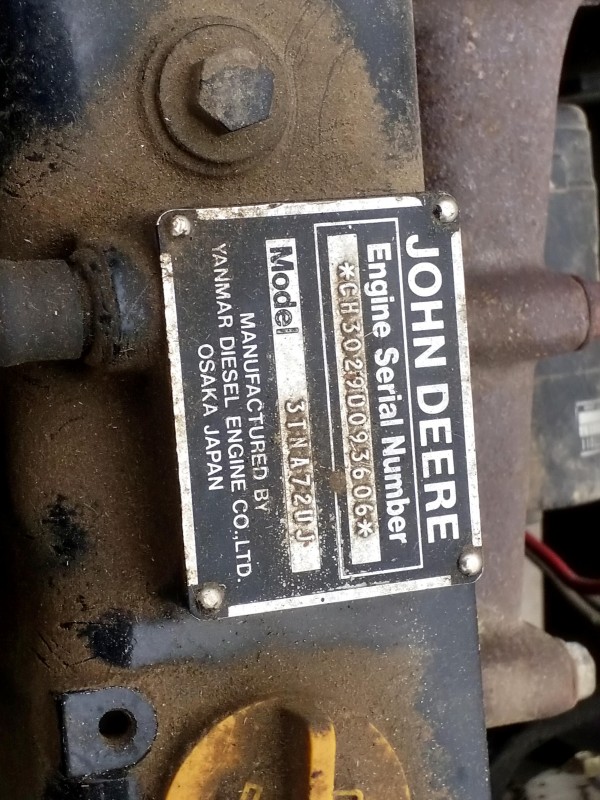 JOHN DEERE
Engine Serial Number
*CH3029D093606*
Model 3TNA72UJ
MANUFACTURED BY
YANMAR DIESEL ENGINE CO.,LTD.
OSAKA JAPAN